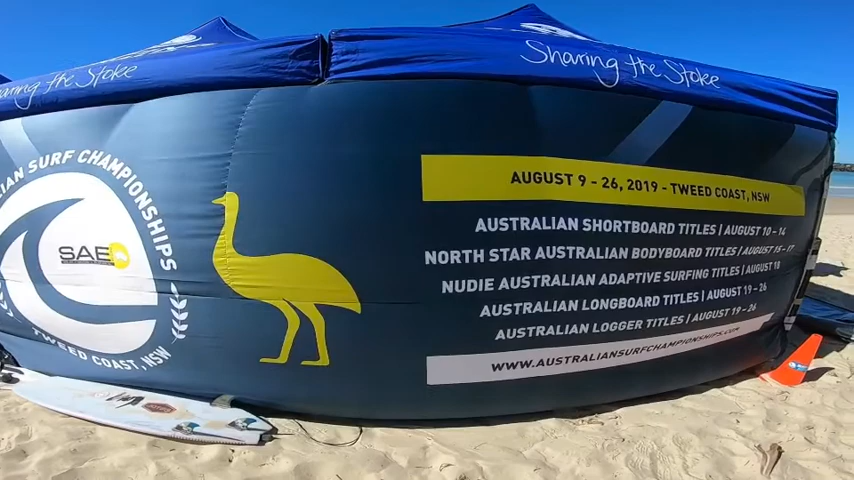 Sharing the Stoke
Sharing the Stoke
SURF CHAMPIONSHIPS
SAE
TWEED COAST, NSW
AUGUST 9 - 26, 2019 - TWEED COAST, NSW
AUSTRALIAN SHORTBOARD TITLES | AUGUST 10 - 14
NORTH STAR AUSTRALIAN BODYBOARD TITLES | AUGUST 15 - 17
NUDIE AUSTRALIAN ADAPTIVE SURFING TITLES | AUGUST 18
AUSTRALIAN LONGBOARD TITLES | AUGUST 19 - 26
AUSTRALIAN LOGGER TITLES | AUGUST 19 - 26
WWW.AUSTRALIANSURFCHAMPIONSHIPS.COM